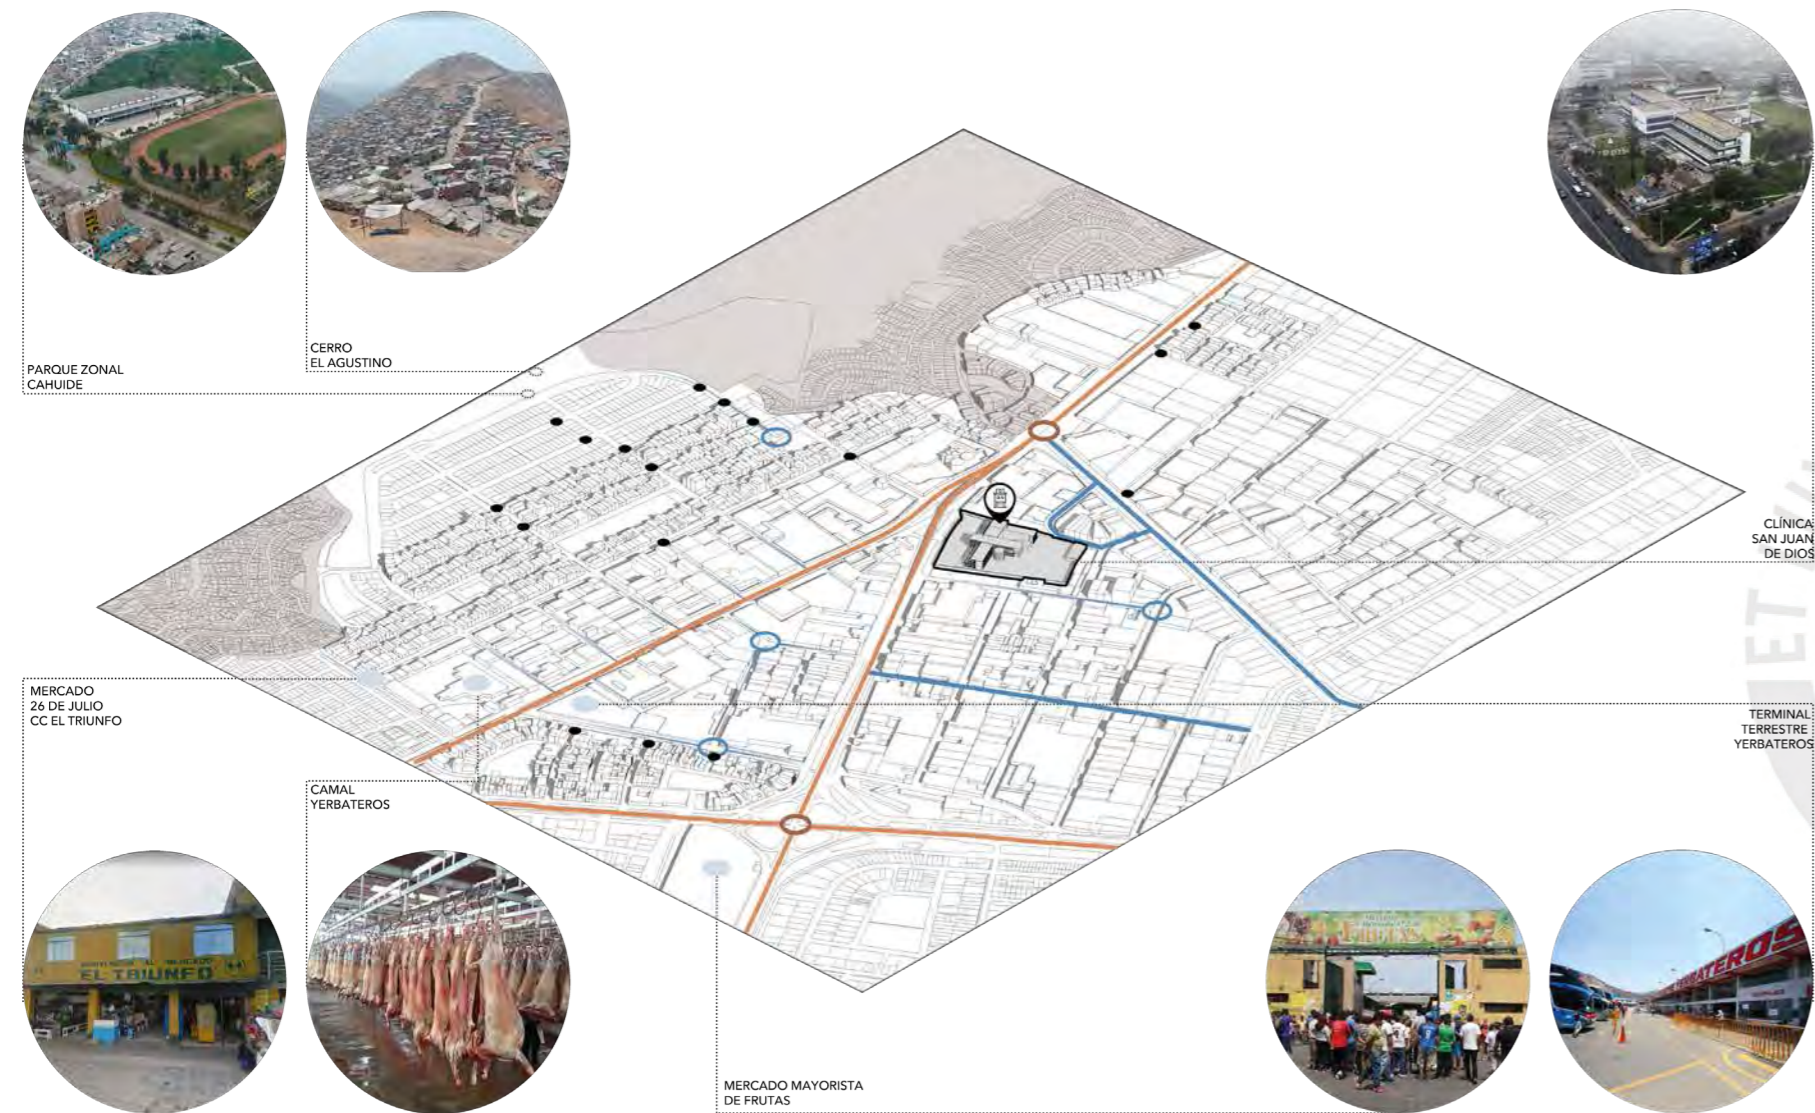 PARQUE ZONAL
CAHUIDE
CERRO
EL AGUSTINO
CLÍNICA
SAN JUAN
DE DIOS
MERCADO
26 DE JULIO
CC EL TRIUNFO
TERMINAL
TERRESTRE
YERBATEROS
CAMAL
YERBATEROS
EL TRIUNFO
FRUTAS
MERCADO MAYORISTA
DE FRUTAS
ET